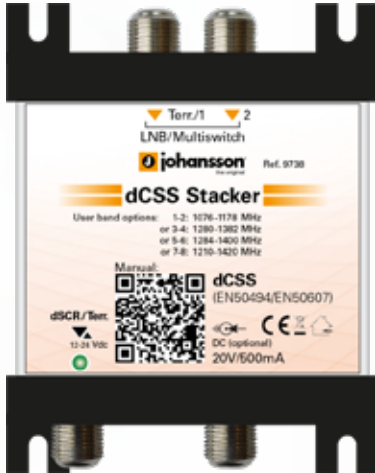 Terr./1 2
LNB/Multiswitch
johansson Ref. 9738
the original
dCSS Stacker
User band options: 1-2: 1076-1178 MHz
or 3-4: 1280-1382 MHz
or 5-6: 1284-1400 MHz
or 7-8: 1210-1420 MHz
Manual:
dCSS
(EN50494/EN50607)
dSCR/Terr.
12-24 Vdc
CE
DC (optional)
20V/500mA